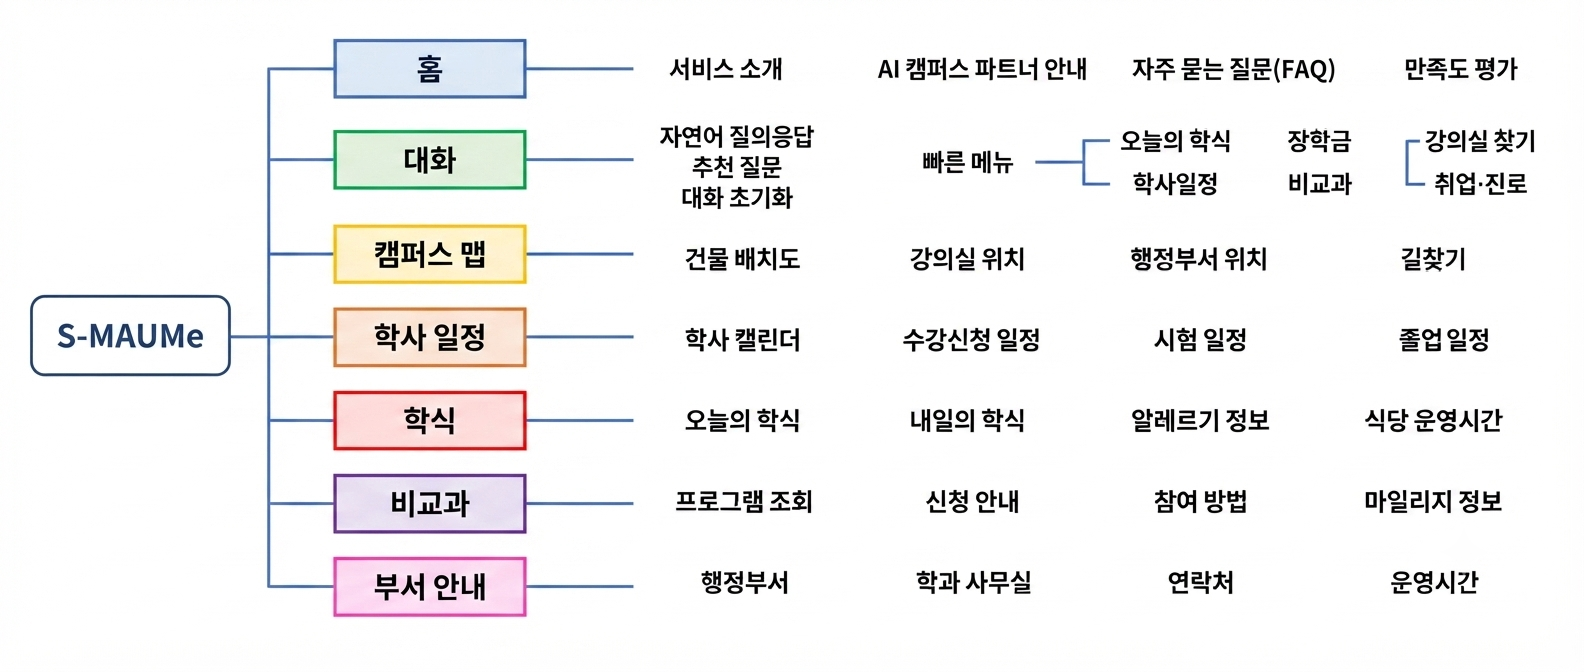 S-MAUMe
홈
서비스 소개
AI 캠퍼스 파트너 안내
자주 묻는 질문(FAQ)
만족도 평가
대화
자연어 질의응답
추천 질문
대화 초기화
빠른 메뉴
오늘의 학식
장학금
강의실 찾기
학사일정
비교과
취업·진로
캠퍼스 맵
건물 배치도
강의실 위치
행정부서 위치
길찾기
학사 일정
학사 캘린더
수강신청 일정
시험 일정
졸업 일정
학식
오늘의 학식
내일의 학식
알레르기 정보
식당 운영시간
비교과
프로그램 조회
신청 안내
참여 방법
마일리지 정보
부서 안내
행정부서
학과 사무실
연락처
운영시간